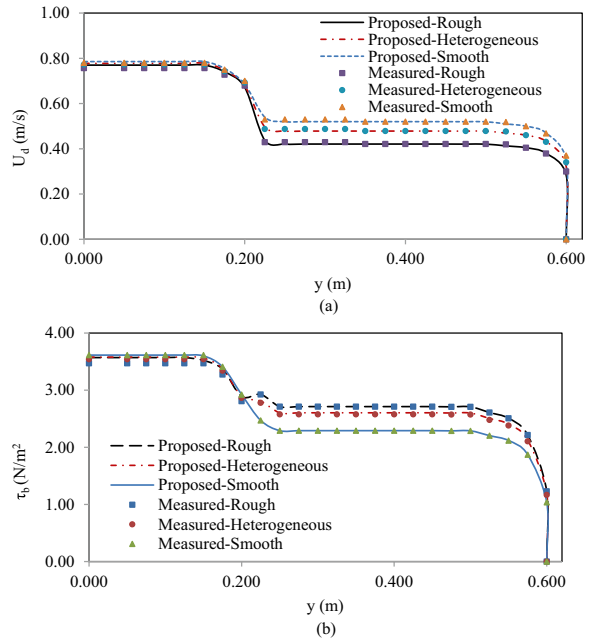 1.00
0.80
0.60
0.40
0.20
0.00
U_d (m/s)
Proposed-Rough
Proposed-Heterogeneous
Proposed-Smooth
Measured-Rough
Measured-Heterogeneous
Measured-Smooth
0.000 0.200 0.400 0.600
y (m)
(a)
4.00
3.00
2.00
1.00
0.00
τ_b (N/m²)
Proposed-Rough
Proposed-Heterogeneous
Proposed-Smooth
Measured-Rough
Measured-Heterogeneous
Measured-Smooth
0.000 0.200 0.400 0.600
y (m)
(b)